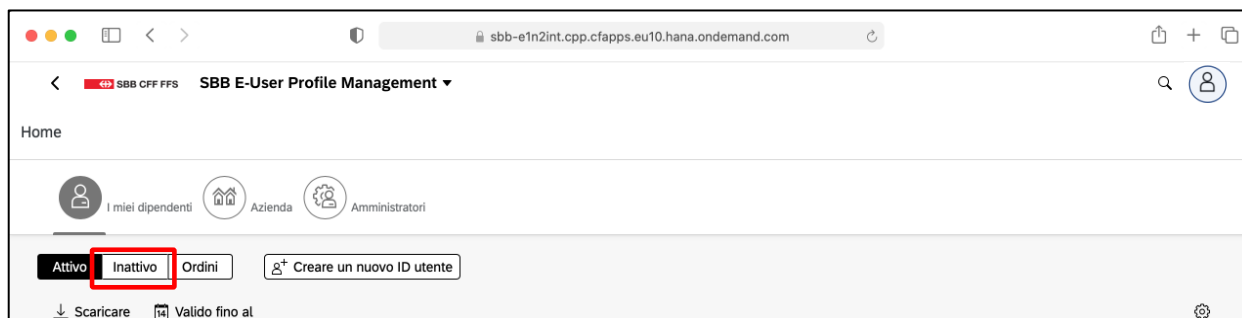 sbb-e1n2int.cpp.cfapps.eu10.hana.ondemand.com
SBB CFF FFS SBB E-User Profile Management
Home
I miei dipendenti Azienda Amministratori
Attivo Inattivo Ordini Creare un nuovo ID utente
Scaricare 14 Valido fino al